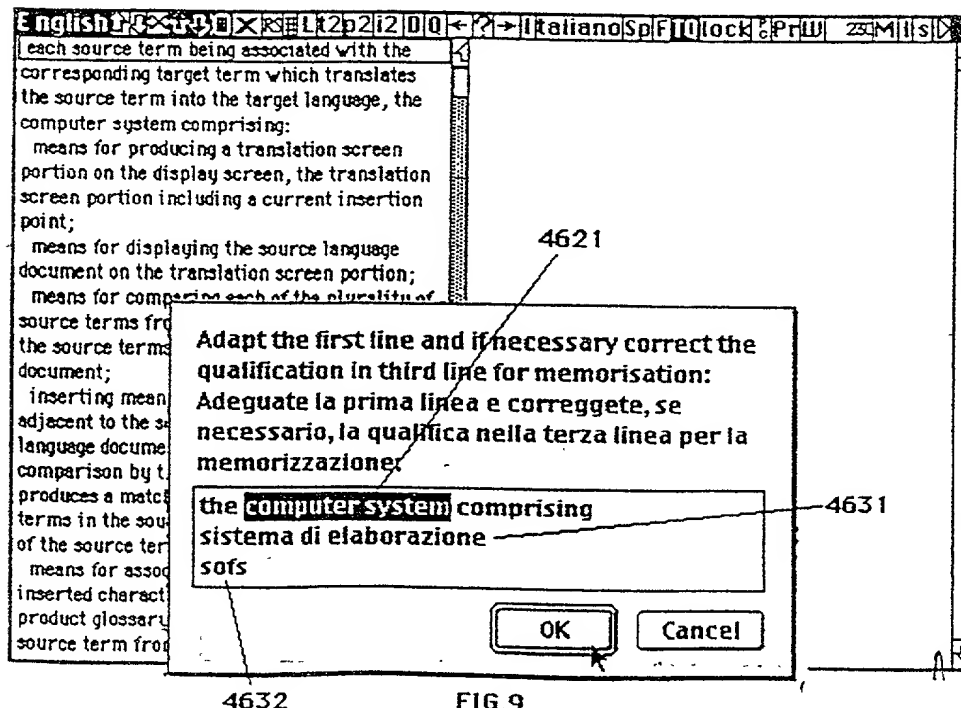 English Lt2p2i2 D Q ← ? → Italiano Sp F TQ lock PrW M I s
each source term being associated with the
corresponding target term which translates
the source term into the target language, the
computer system comprising:
means for producing a translation screen
portion on the display screen, the translation
screen portion including a current insertion
point;
means for displaying the source language
document on the translation screen portion;
means for comparing each of the plurality of
source terms fro
the source terms
document;
inserting mean
adjacent to the s
language docume
comparison by t
produces a matc
terms in the sou
of the source ter
means for assoc
inserted charact
product glossary
source term from
4621
Adapt the first line and if necessary correct the
qualification in third line for memorisation:
Adeguate la prima linea e correggete, se
necessario, la qualifica nella terza linea per la
memorizzazione:
the computer system comprising
sistema di elaborazione
sofs
4631
OK
Cancel
4632
FIG 9